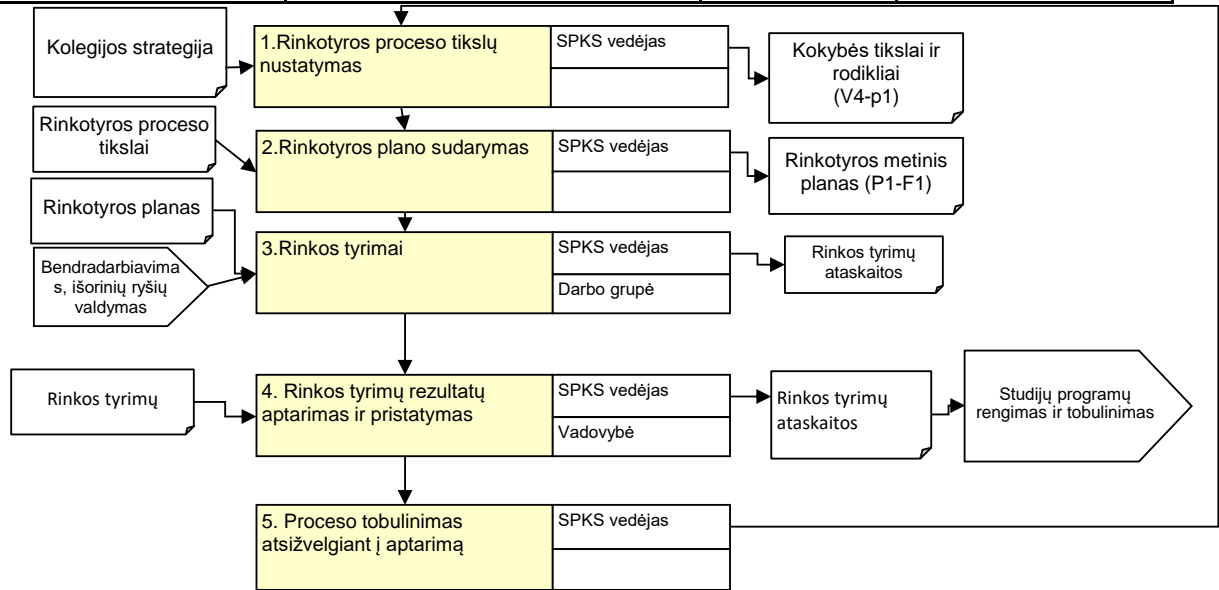 Kolegijos strategija
1.Rinkotyros proceso tikslų
nustatymas
SPKS vedėjas
Kokybės tikslai ir
rodikliai
(V4-p1)
Rinkotyros proceso
tikslai
2.Rinkotyros plano sudarymas
SPKS vedėjas
Rinkotyros metinis
planas (P1-F1)
Rinkotyros planas
Bendradarbiavima
s, išorinių ryšių
valdymas
3.Rinkos tyrimai
SPKS vedėjas
Darbo grupė
Rinkos tyrimų
ataskaitos
Rinkos tyrimų
4. Rinkos tyrimų rezultatų
aptarimas ir pristatymas
SPKS vedėjas
Vadovybė
Rinkos tyrimų
ataskaitos
Studijų programų
rengimas ir tobulinimas
5. Proceso tobulinimas
atsižvelgiant į aptarimą
SPKS vedėjas